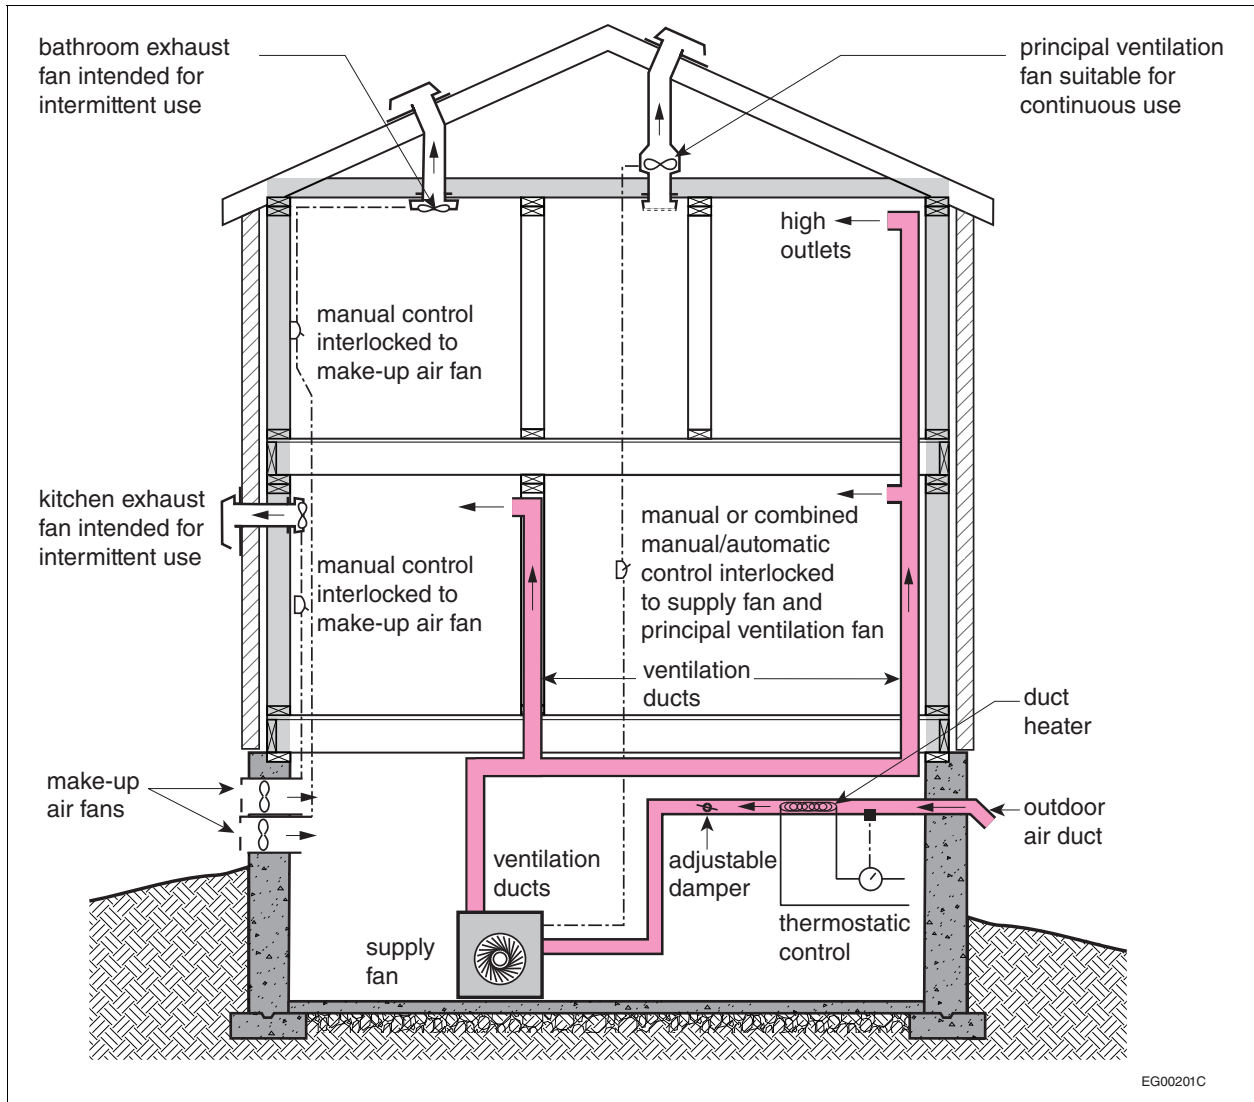 bathroom exhaust
fan intended for
intermittent use
principal ventilation
fan suitable for
continuous use
high
outlets
manual control
interlocked to
make-up air fan
kitchen exhaust
fan intended for
intermittent use
manual control
interlocked to
make-up air fan
manual or combined
manual/automatic
control interlocked
to supply fan and
principal ventilation fan
ventilation
ducts
duct
heater
make-up
air fans
outdoor
air duct
ventilation
ducts
adjustable
damper
thermostatic
control
supply
fan
EG00201C